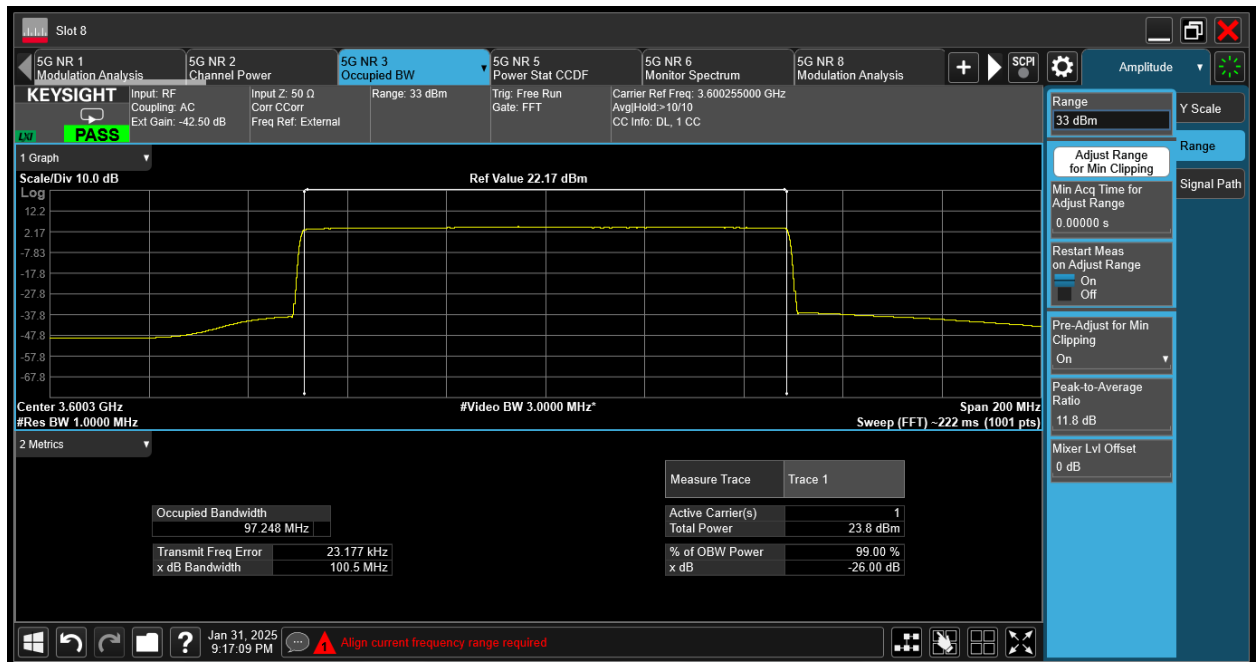 Slot 8
5G NR 1
Modulation Analysis
5G NR 2
Channel Power
5G NR 3
Occupied BW
5G NR 5
Power Stat CCDF
5G NR 6
Monitor Spectrum
5G NR 8
Modulation Analysis
SCPI
Amplitude
KEYSIGHT
LXI
PASS
Input: RF
Coupling: AC
Ext Gain: -42.50 dB
Input Z: 50 Ω
Corr CCorr
Freq Ref: External
Range: 33 dBm
Trig: Free Run
Gate: FFT
Carrier Ref Freq: 3.600255000 GHz
Avg|Hold:>10/10
CC Info: DL, 1 CC
1 Graph
Scale/Div 10.0 dB
Ref Value 22.17 dBm
Log
12.2
2.17
-7.83
-17.8
-27.8
-37.8
-47.8
-57.8
-67.8
Center 3.6003 GHz
#Video BW 3.0000 MHz*
Span 200 MHz
#Res BW 1.0000 MHz
Sweep (FFT) ~222 ms (1001 pts)
2 Metrics
Measure Trace Trace 1
Occupied Bandwidth
97.248 MHz
Transmit Freq Error 23.177 kHz
x dB Bandwidth 100.5 MHz
Active Carrier(s) 1
Total Power 23.8 dBm
% of OBW Power 99.00 %
x dB -26.00 dB
Range
33 dBm
Adjust Range
for Min Clipping
Min Acq Time for
Adjust Range
0.00000 s
Restart Meas
on Adjust Range
On
Off
Pre-Adjust for Min
Clipping
On
Peak-to-Average
Ratio
11.8 dB
Mixer Lvl Offset
0 dB
Y Scale
Range
Signal Path
?
Jan 31, 2025
9:17:09 PM
1
Align current frequency range required